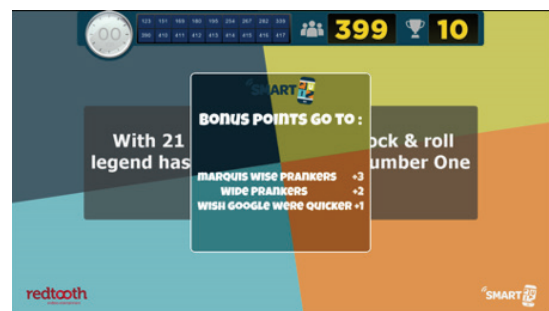 00
123 151 169 180 195 254 267 282 339
390 410 411 412 413 414 415 416 417
399
10
SMART
BONUS POINTS GO TO :
With 21
ock & roll
legend has
umber One
MARQUIS WISE PRANKERS +3
WIDE PRANKERS +2
WISH GOOGLE WERE QUICKER +1
redtooth
SMART